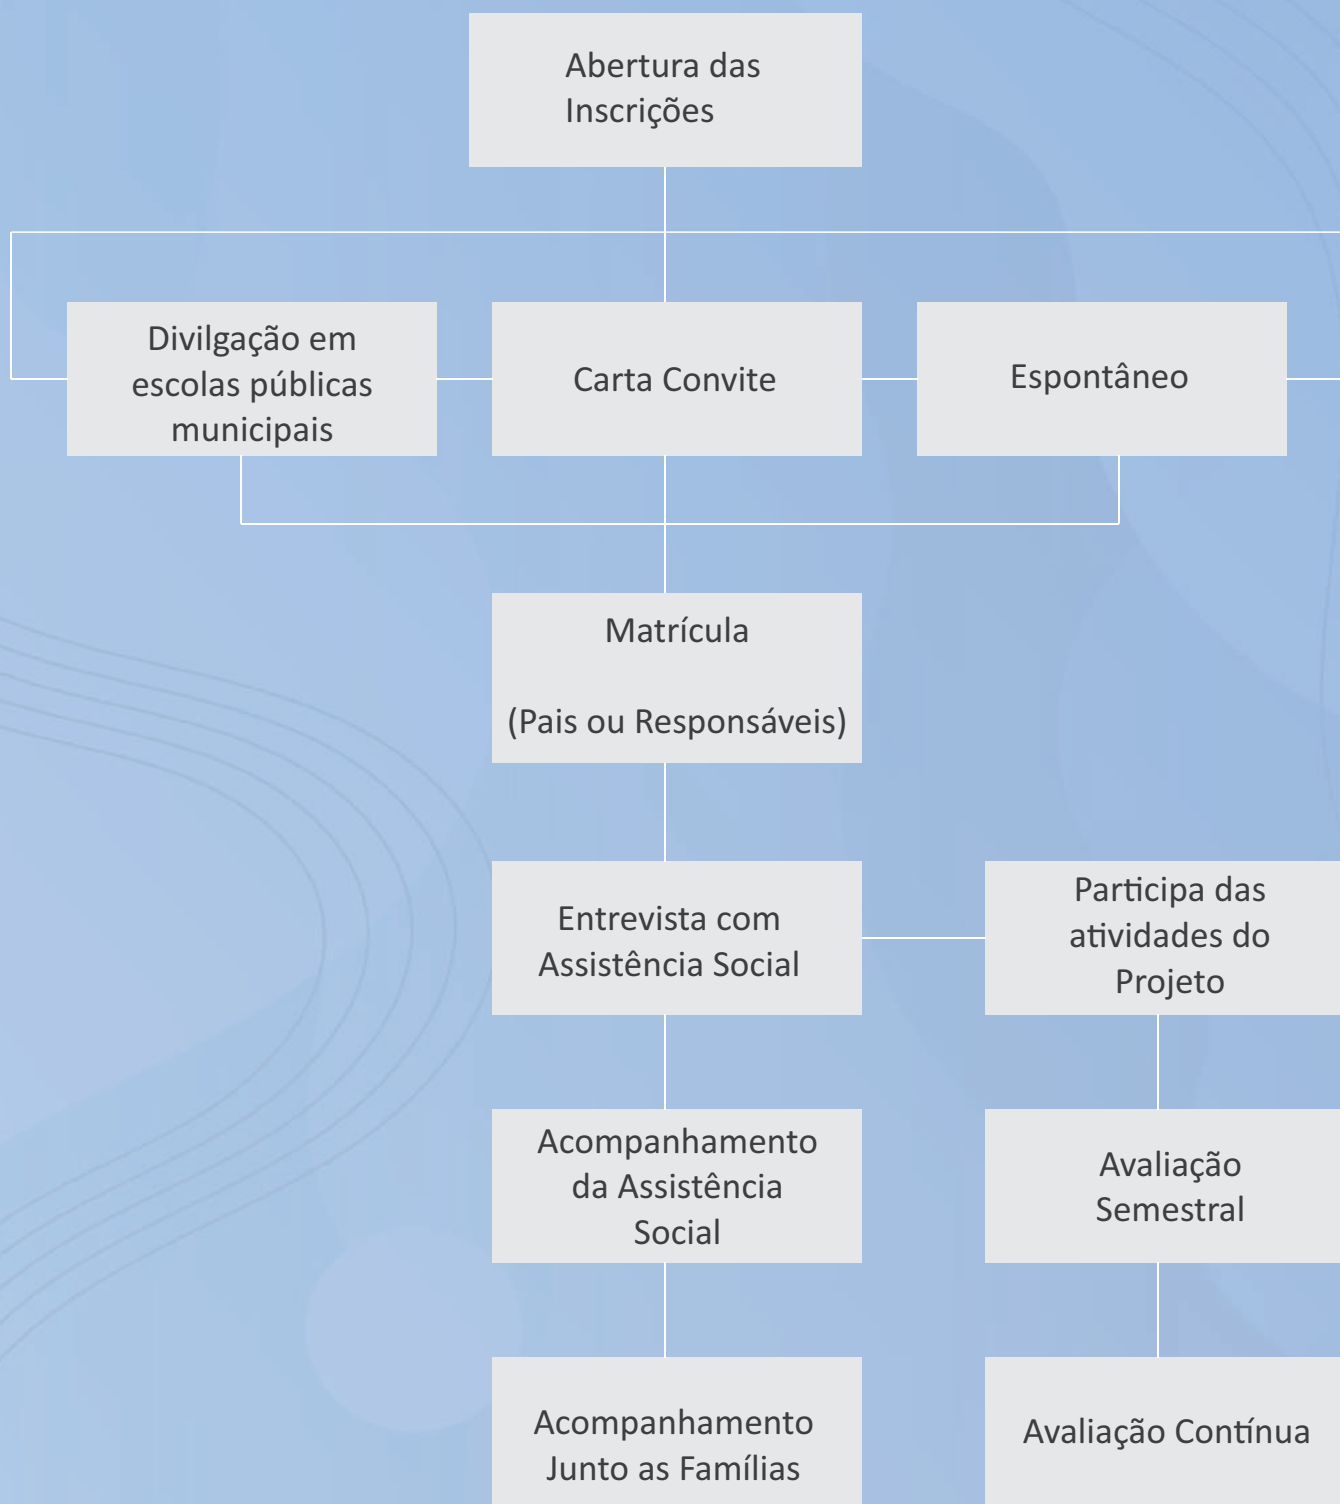 Abertura das
Inscrições
Divilgação em
escolas públicas
municipais
Carta Convite
Espontâneo
Matrícula
(Pais ou Responsáveis)
Entrevista com
Assistência Social
Participa das
atividades do
Projeto
Acompanhamento
da Assistência
Social
Avaliação
Semestral
Acompanhamento
Junto as Famílias
Avaliação Contínua